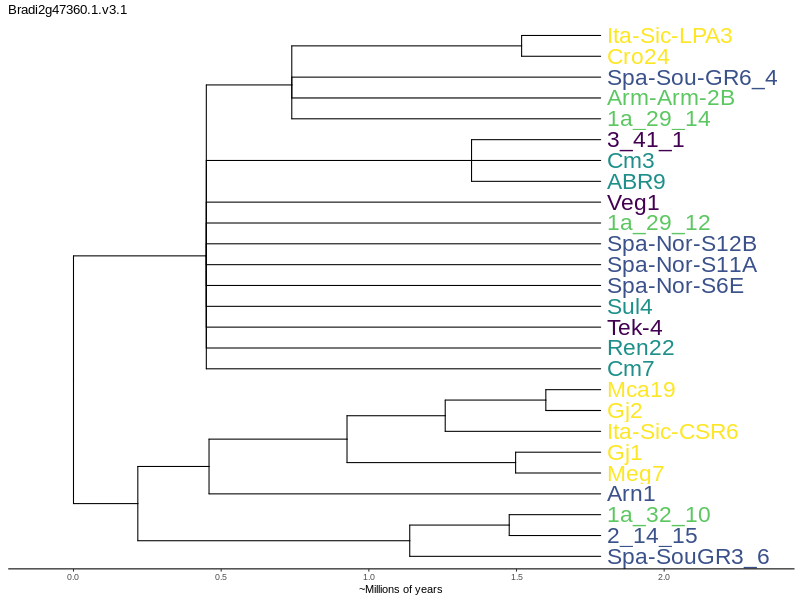 Bradi2g47360.1.v3.1
Ita-Sic-LPA3
Cro24
Spa-Sou-GR6_4
Arm-Arm-2B
1a_29_14
3_41_1
Cm3
ABR9
Veg1
1a_29_12
Spa-Nor-S12B
Spa-Nor-S11A
Spa-Nor-S6E
Sul4
Tek-4
Ren22
Cm7
Mca19
Gj2
Ita-Sic-CSR6
Gj1
Meg7
Arn1
1a_32_10
2_14_15
Spa-SouGR3_6
0.0 0.5 1.0 1.5 2.0
~Millions of years